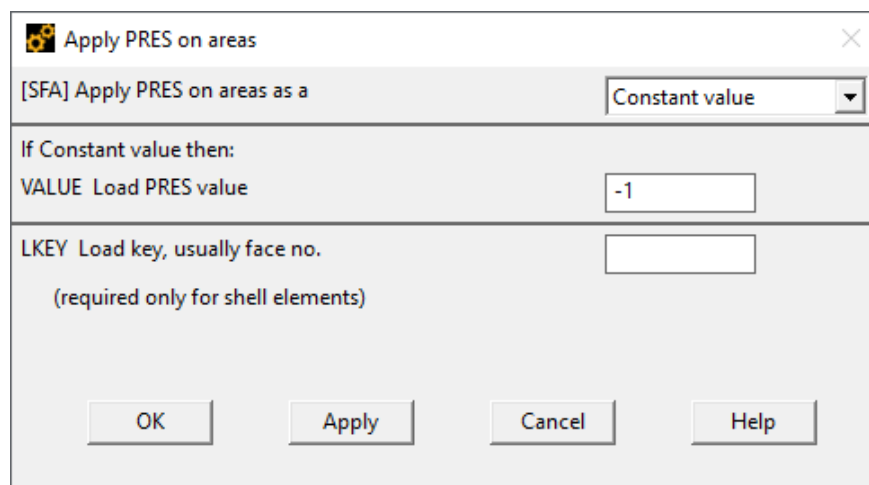 Apply PRES on areas
[SFA] Apply PRES on areas as a Constant value
If Constant value then:
VALUE Load PRES value -1
LKEY Load key, usually face no.
(required only for shell elements)
OK Apply Cancel Help